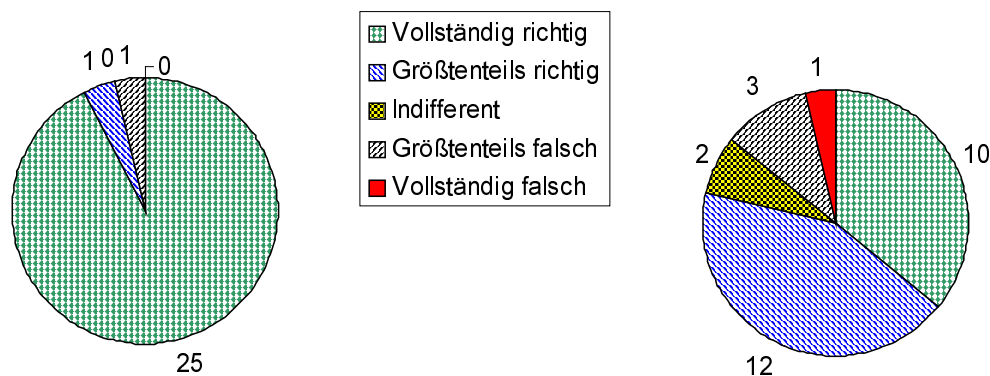 1 0 1 0
25
Vollständig richtig
Größtenteils richtig
Indifferent
Größtenteils falsch
Vollständig falsch
1
3
2
10
12